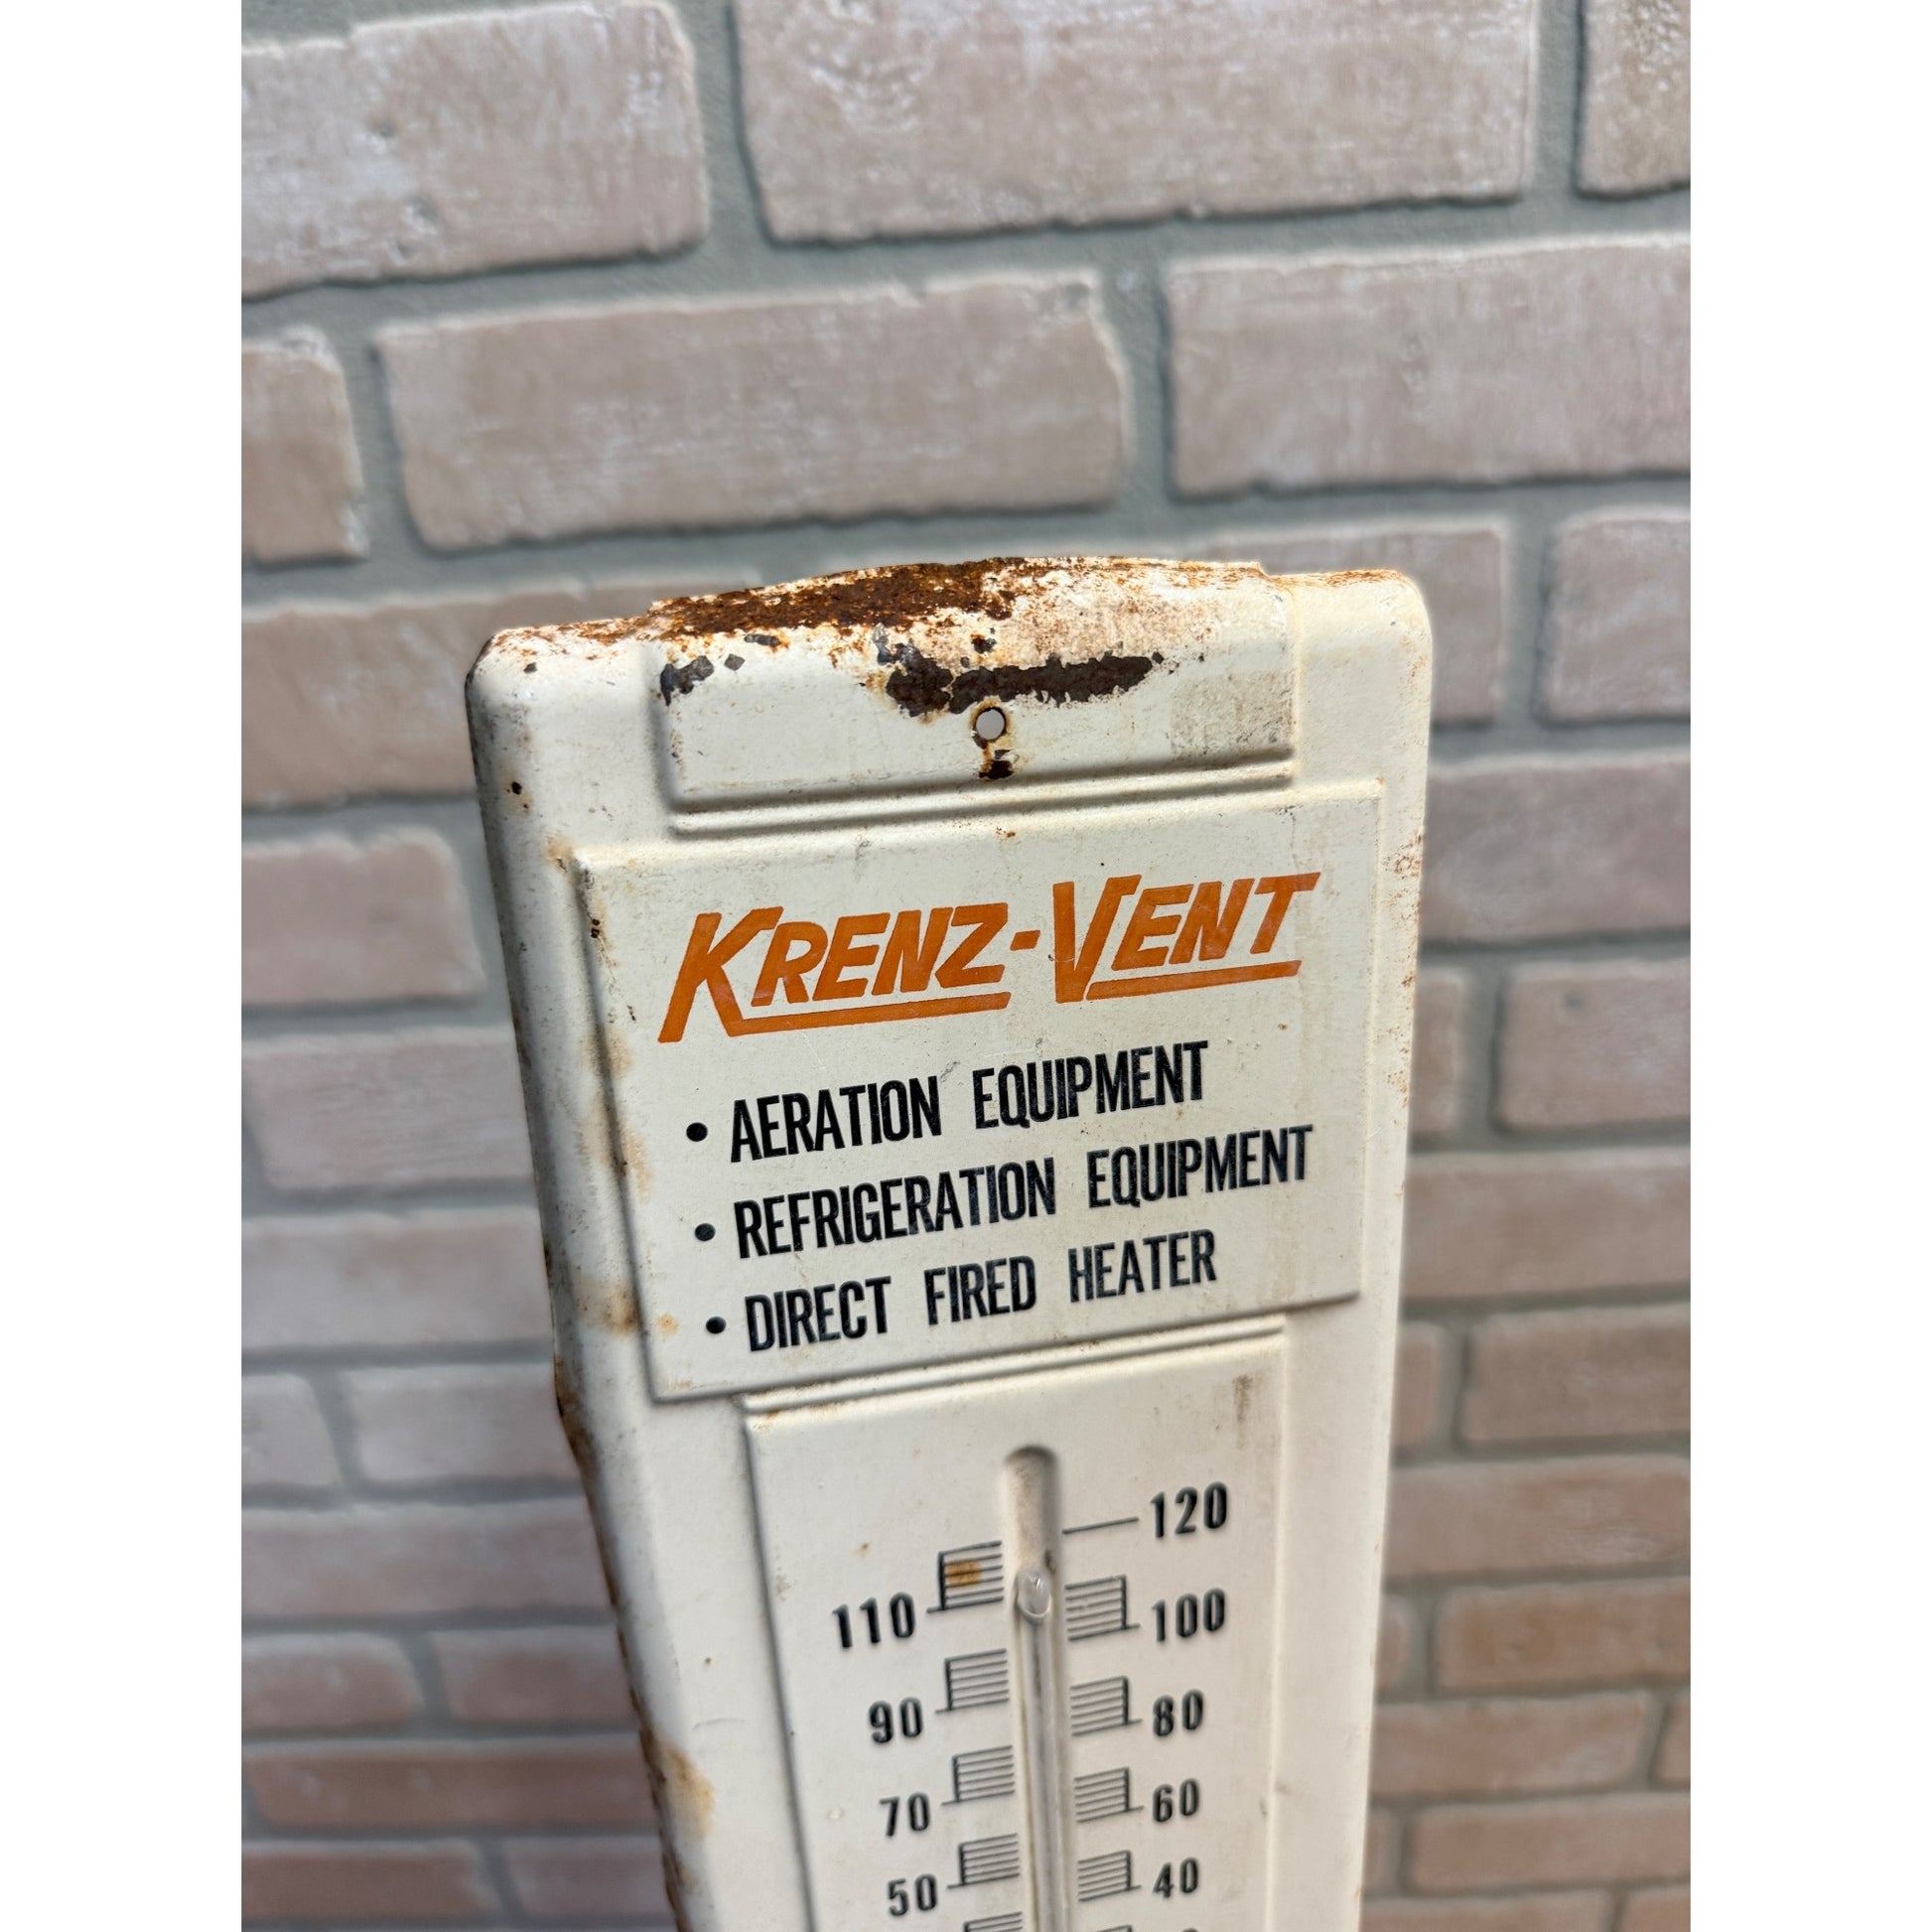 KRENZ-VENT
• AERATION EQUIPMENT
• REFRIGERATION EQUIPMENT
• DIRECT FIRED HEATER
120
110
100
90
80
70
60
50
40